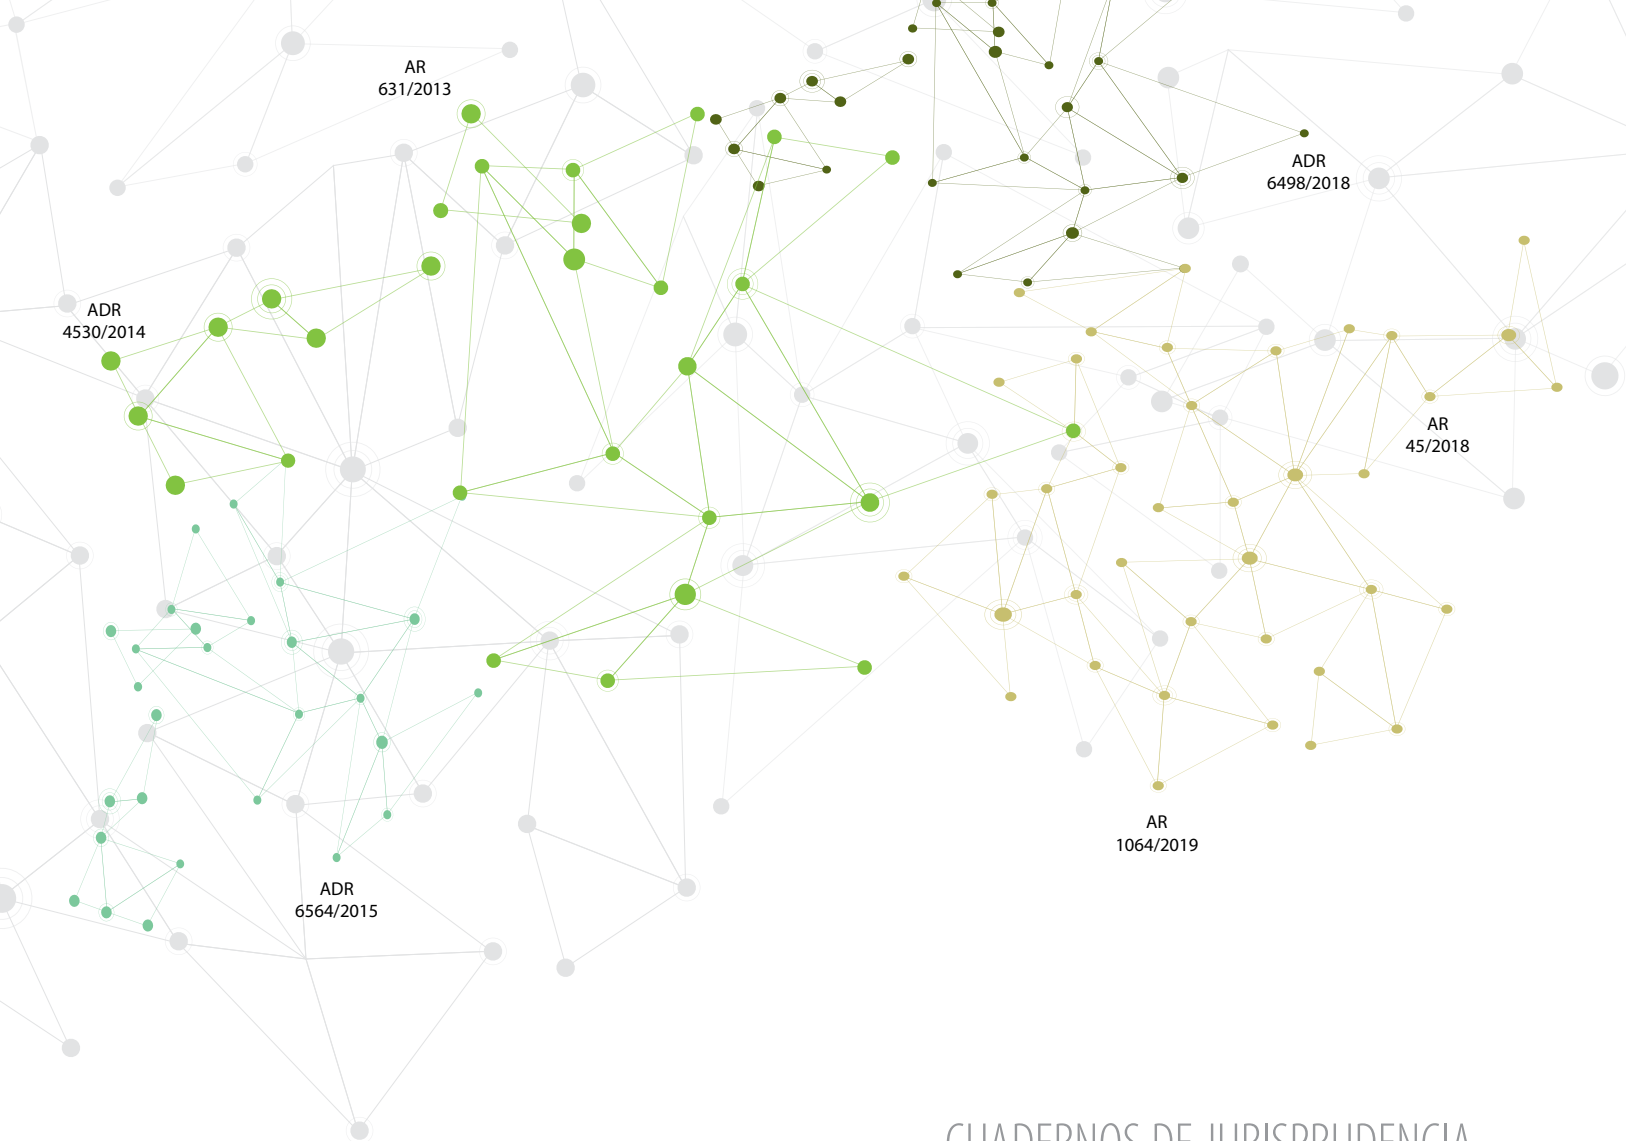 AR
631/2013
ADR
6498/2018
ADR
4530/2014
AR
45/2018
AR
1064/2019
ADR
6564/2015
CUADERNOS DE JURISPRUDENCIA